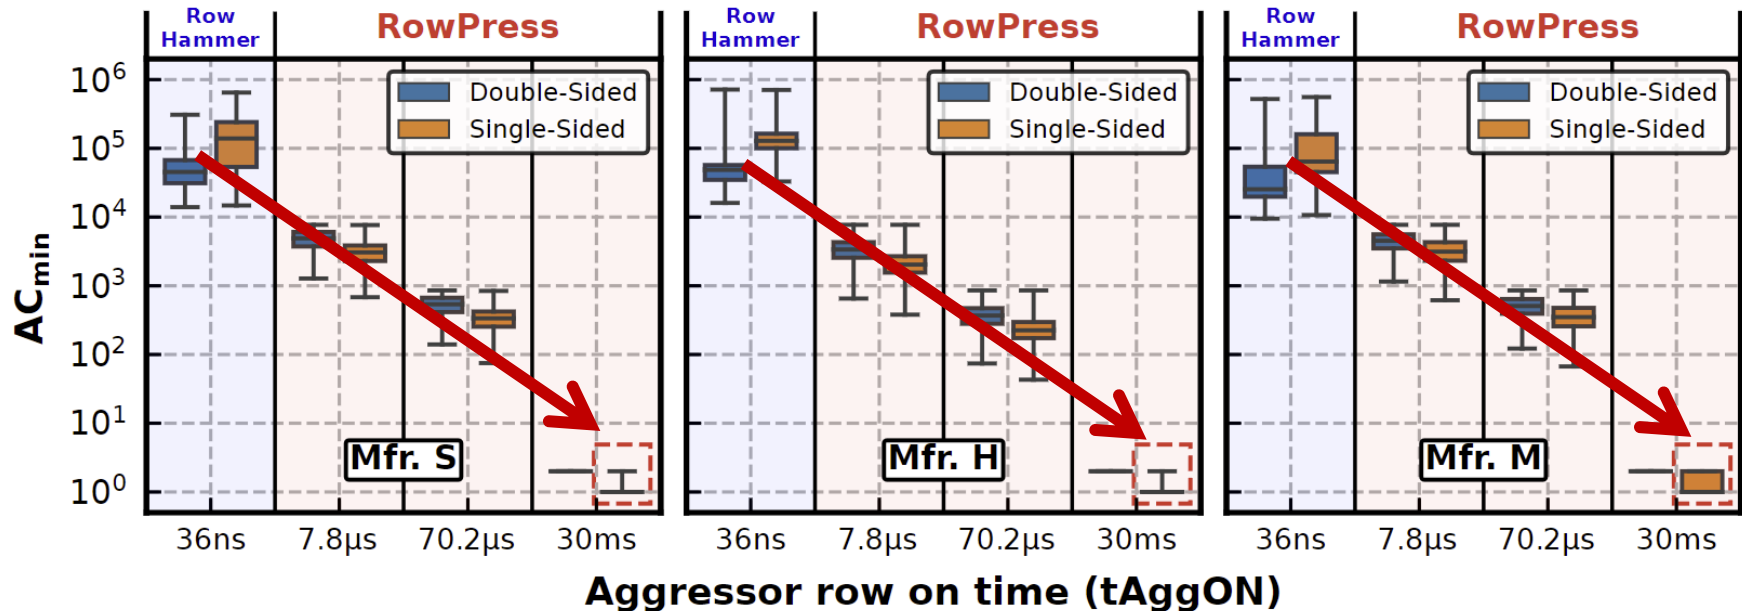 Row
Hammer
RowPress
Row
Hammer
RowPress
Row
Hammer
RowPress
ACmin
10^6
10^5
10^4
10^3
10^2
10^1
10^0
Double-Sided
Single-Sided
Mfr. S
Double-Sided
Single-Sided
Mfr. H
Double-Sided
Single-Sided
Mfr. M
36ns 7.8µs 70.2µs 30ms
36ns 7.8µs 70.2µs 30ms
36ns 7.8µs 70.2µs 30ms
Aggressor row on time (tAggON)